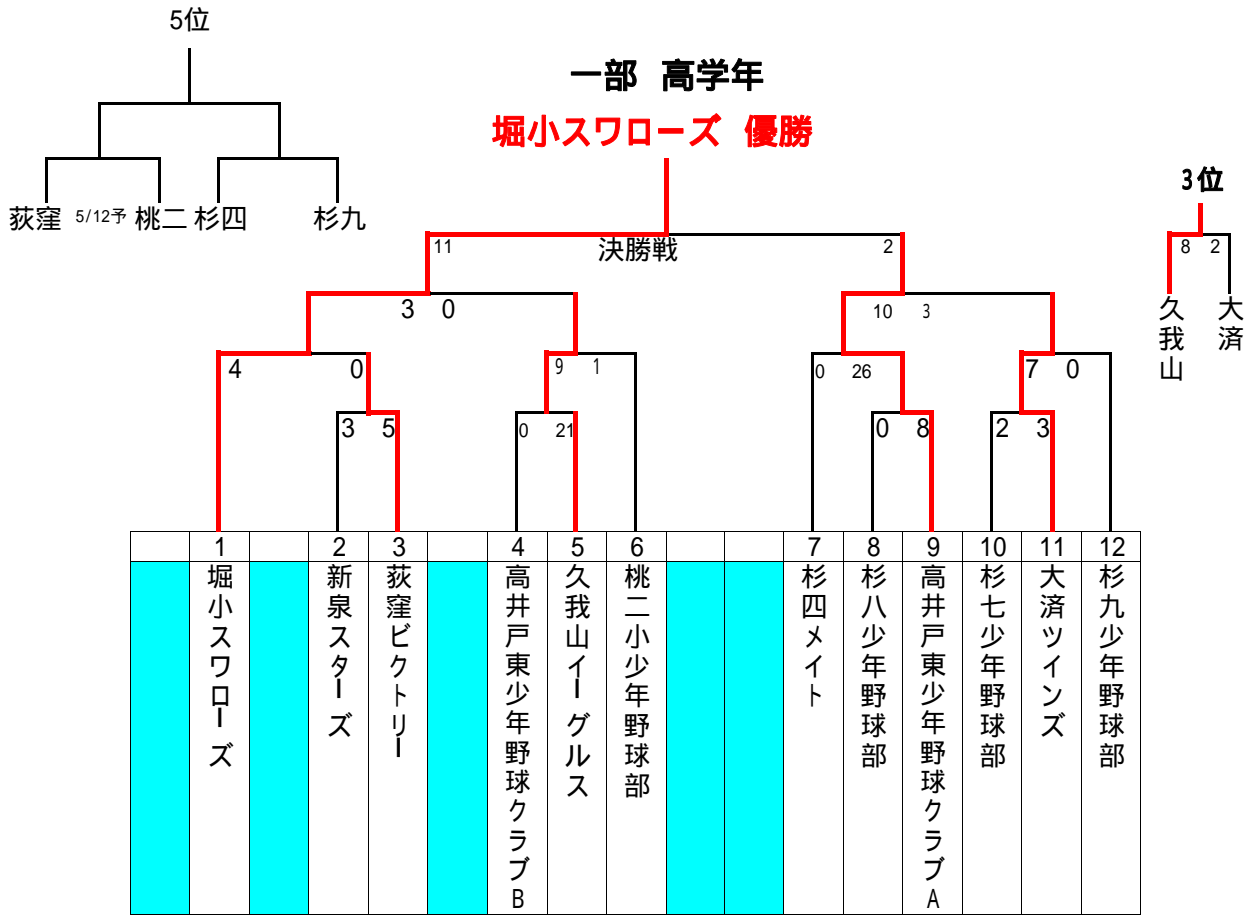 5位
一部 高学年
堀小スワローズ 優勝
3位
荻窪 5/12予 桃二 杉四 杉九
11 決勝戦 2
8 2
久我山
大済
3 0
10 3
4 0
9 1
0 26
7 0
3 5
0 21
0 8
2 3
1 2 3 4 5 6 7 8 9 10 11 12
堀小スワローズ
新泉スターズ
荻窪ビクトリー
高井戸東少年野球クラブB
久我山イーグルス
桃二小少年野球部
杉四メイト
杉八少年野球部
高井戸東少年野球クラブA
杉七少年野球部
大済ツインズ
杉九少年野球部